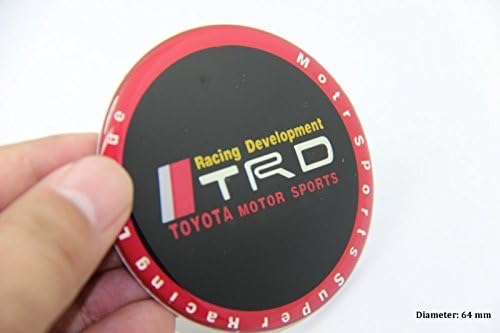 Racing Development
TRD
TOYOTA MOTOR SPORTS
MotrSports Super Racing
Diameter: 64 mm